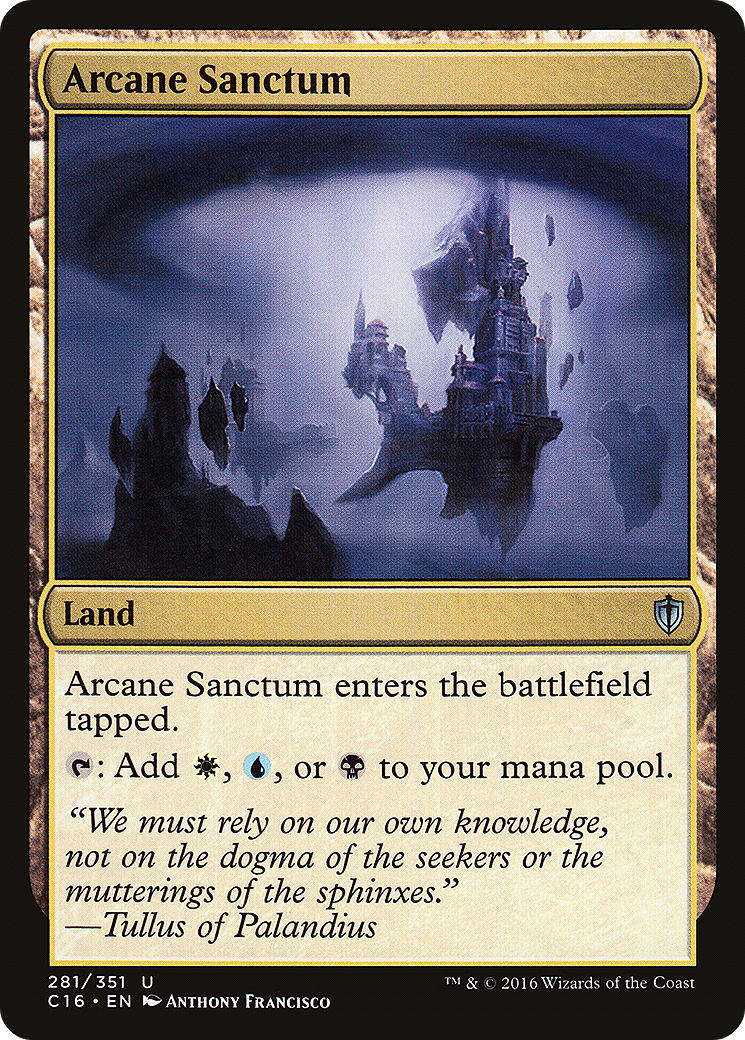 Arcane Sanctum
Land
Arcane Sanctum enters the battlefield
tapped.
: Add , , or to your mana pool.
“We must rely on our own knowledge,
not on the dogma of the seekers or the
mutterings of the sphinxes.”
—Tullus of Palandius
281/351 U
C16 • EN Anthony Francisco
™ & © 2016 Wizards of the Coast